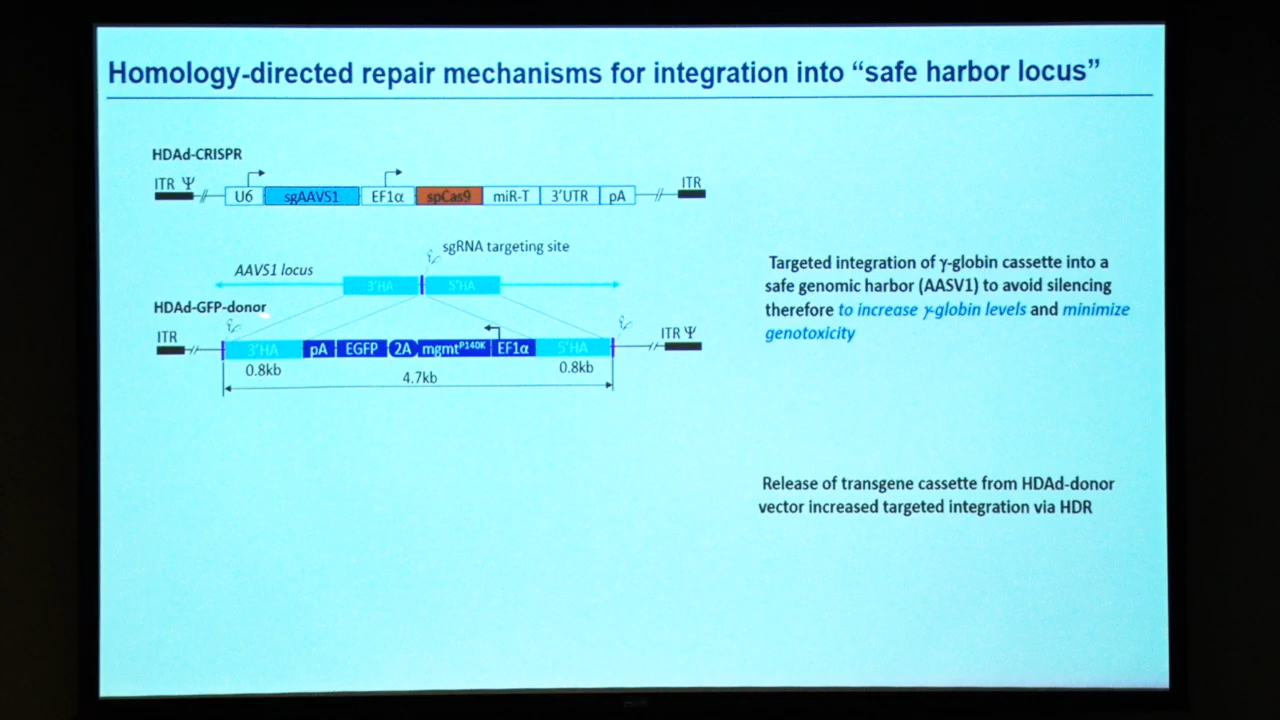 Homology-directed repair mechanisms for integration into “safe harbor locus”
HDAd-CRISPR
ITR Ψ
U6 sgAAVS1 EF1α spCas9 miR-T 3'UTR pA
ITR
sgRNA targeting site
AAVS1 locus
3'HA 5'HA
HDAd-GFP-donor
ITR
3'HA pA EGFP 2A mgmtP140K EF1α 5'HA
ITR Ψ
0.8kb 4.7kb 0.8kb
Targeted integration of γ-globin cassette into a
safe genomic harbor (AASV1) to avoid silencing
therefore to increase γ-globin levels and minimize
genotoxicity
Release of transgene cassette from HDAd-donor
vector increased targeted integration via HDR